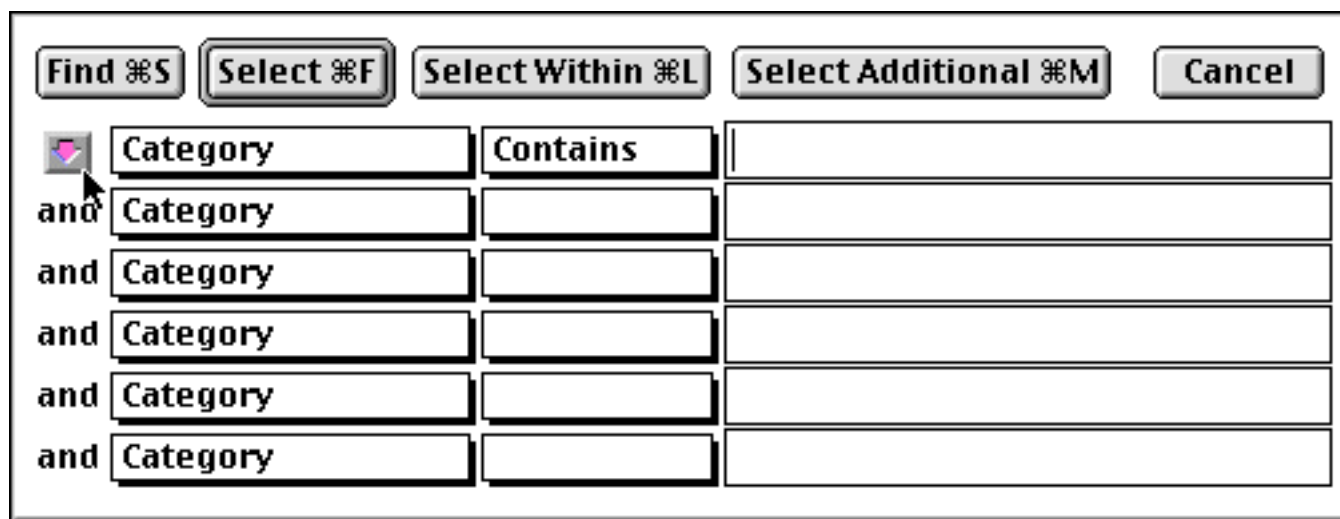 Find ⌘S Select ⌘F Select Within ⌘L Select Additional ⌘M Cancel
Category Contains
and Category
and Category
and Category
and Category
and Category